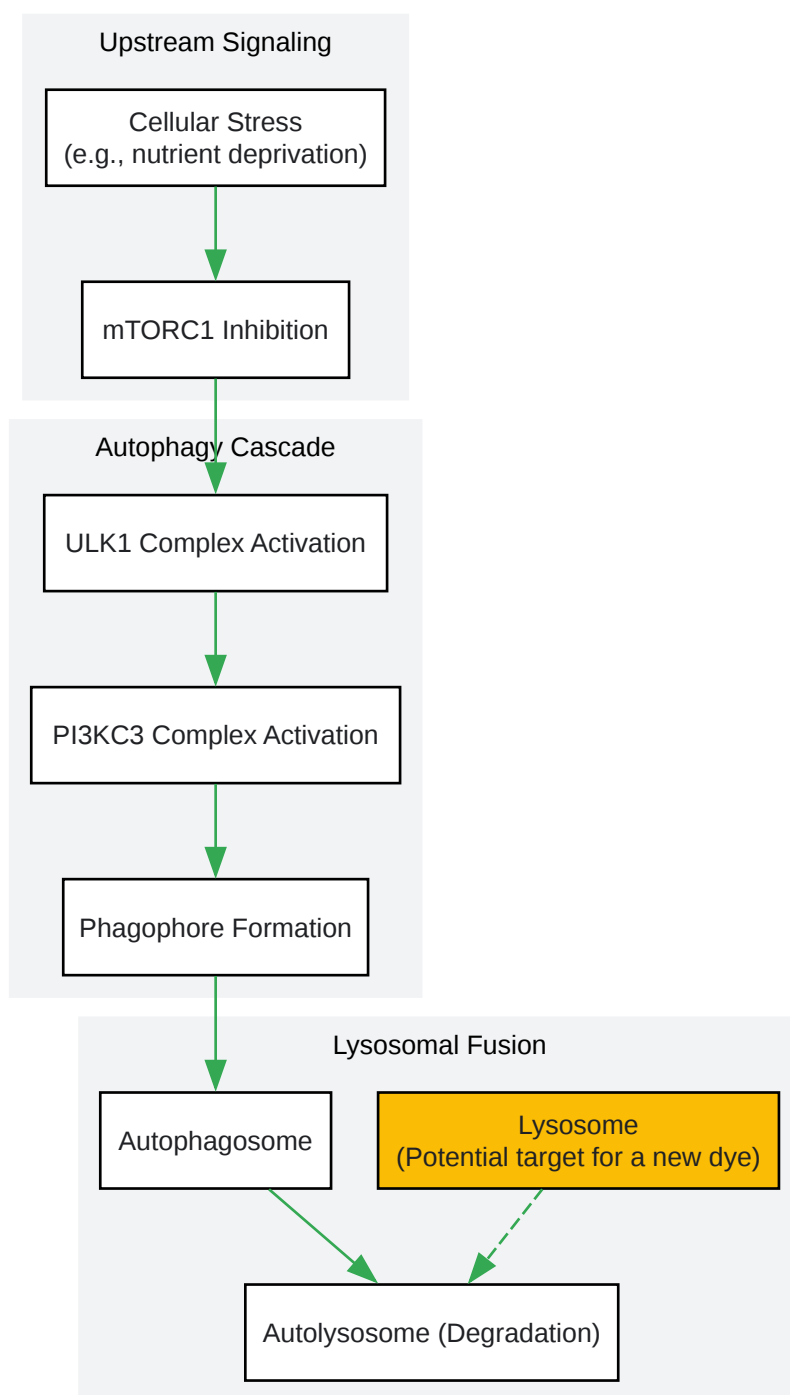 Upstream Signaling
Cellular Stress
(e.g., nutrient deprivation)
mTORC1 Inhibition
Autophagy Cascade
ULK1 Complex Activation
PI3KC3 Complex Activation
Phagophore Formation
Lysosomal Fusion
Autophagosome
Lysosome
(Potential target for a new dye)
Autolysosome (Degradation)